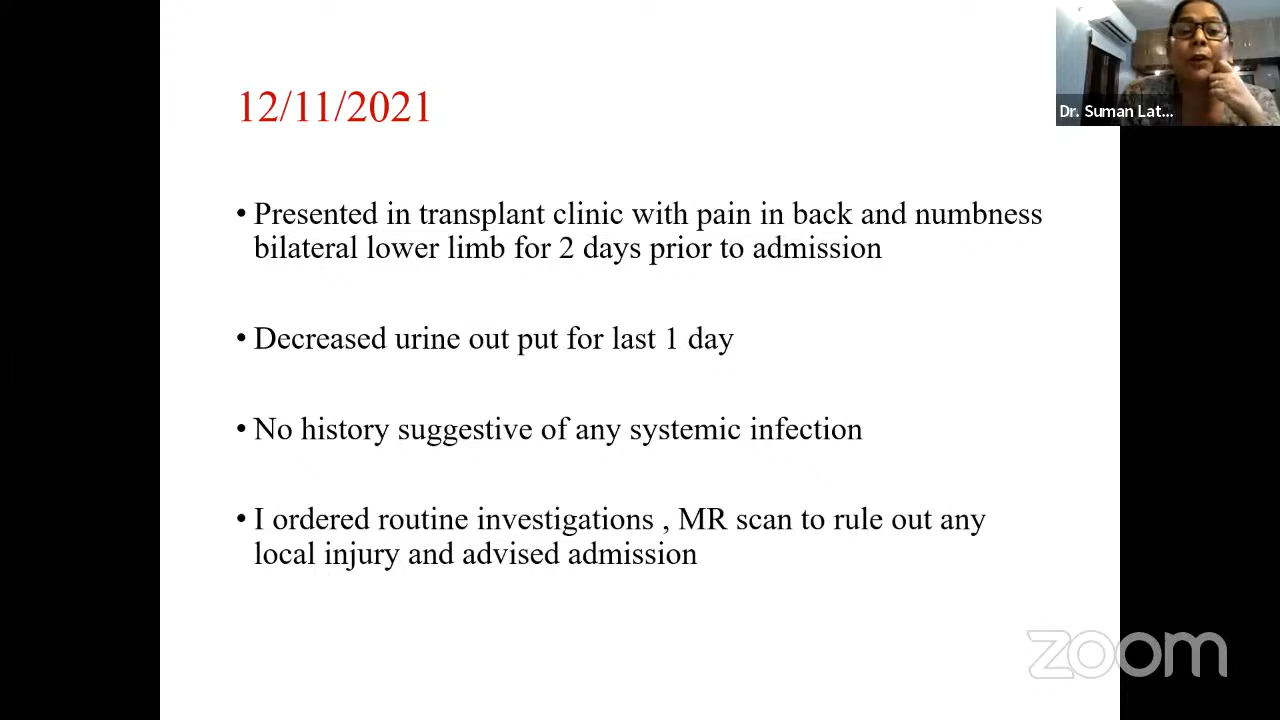 12/11/2021
Dr. Suman Lat...
• Presented in transplant clinic with pain in back and numbness
bilateral lower limb for 2 days prior to admission
• Decreased urine out put for last 1 day
• No history suggestive of any systemic infection
• I ordered routine investigations , MR scan to rule out any
local injury and advised admission
zoom